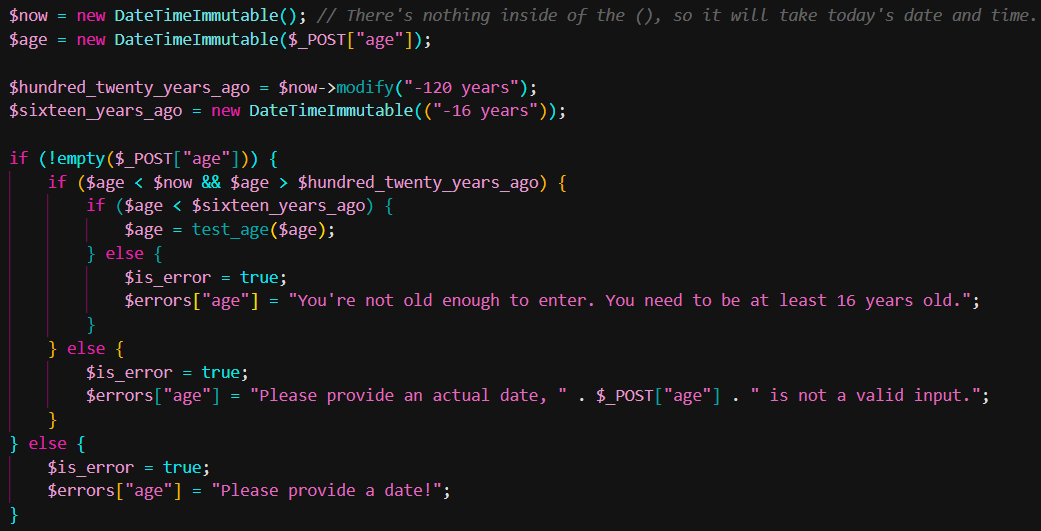 $now = new DateTimeImmutable(); // There's nothing inside of the (), so it will take today's date and time.
$age = new DateTimeImmutable($_POST["age"]);

$hundred_twenty_years_ago = $now->modify("-120 years");
$sixteen_years_ago = new DateTimeImmutable(("-16 years"));

if (!empty($_POST["age"])) {
    if ($age < $now && $age > $hundred_twenty_years_ago) {
        if ($age < $sixteen_years_ago) {
            $age = test_age($age);
        } else {
            $is_error = true;
            $errors["age"] = "You're not old enough to enter. You need to be at least 16 years old.";
        }
    } else {
        $is_error = true;
        $errors["age"] = "Please provide an actual date, " . $_POST["age"] . " is not a valid input.";
    }
} else {
    $is_error = true;
    $errors["age"] = "Please provide a date!";
}